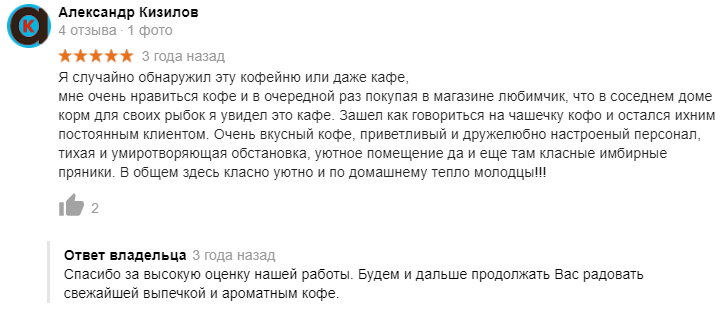 Александр Кизилов
4 отзыва · 1 фото
3 года назад
Я случайно обнаружил эту кофейню или даже кафе,
мне очень нравиться кофе и в очередной раз покупая в магазине любимчик, что в соседнем доме
корм для своих рыбок я увидел это кафе. Зашел как говориться на чашечку кофо и остался ихним
постоянным клиентом. Очень вкусный кофе, приветливый и дружелюбно настроеный персонал,
тихая и умиротворяющая обстановка, уютное помещение да и еще там класные имбирные
пряники. В общем здесь класно уютно и по домашнему тепло молодцы!!!
2
Ответ владельца 3 года назад
Спасибо за высокую оценку нашей работы. Будем и дальше продолжать Вас радовать
свежайшей выпечкой и ароматным кофе.